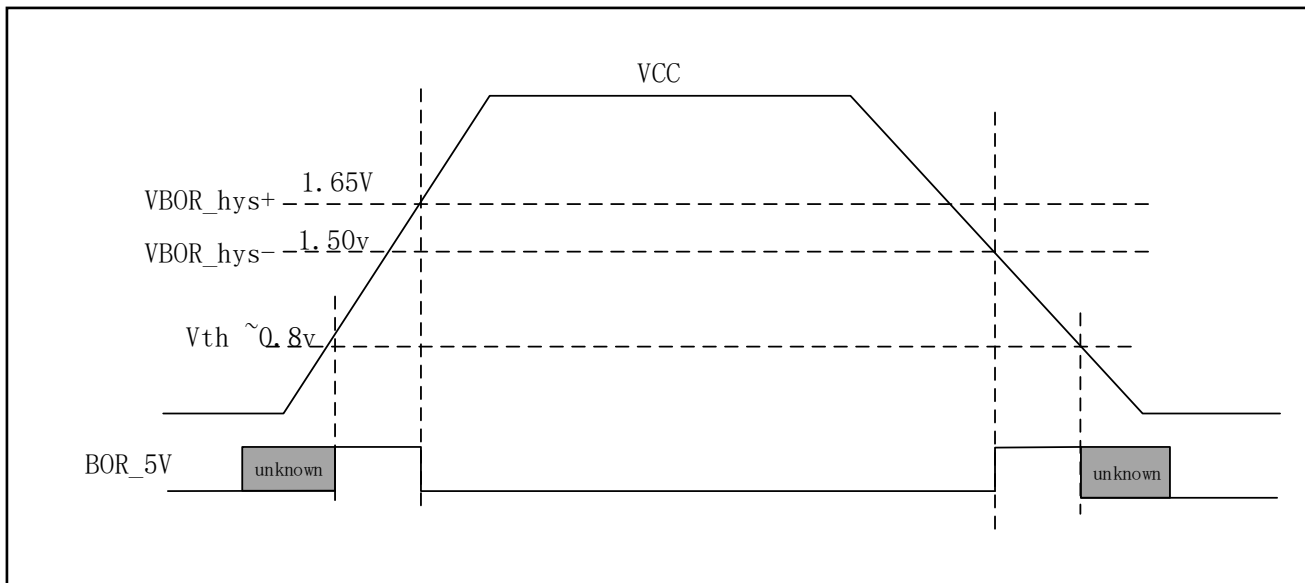 VCC
VBOR_hys+ 1.65V
VBOR_hys- 1.50v
Vth ~0.8v
BOR_5V unknown unknown